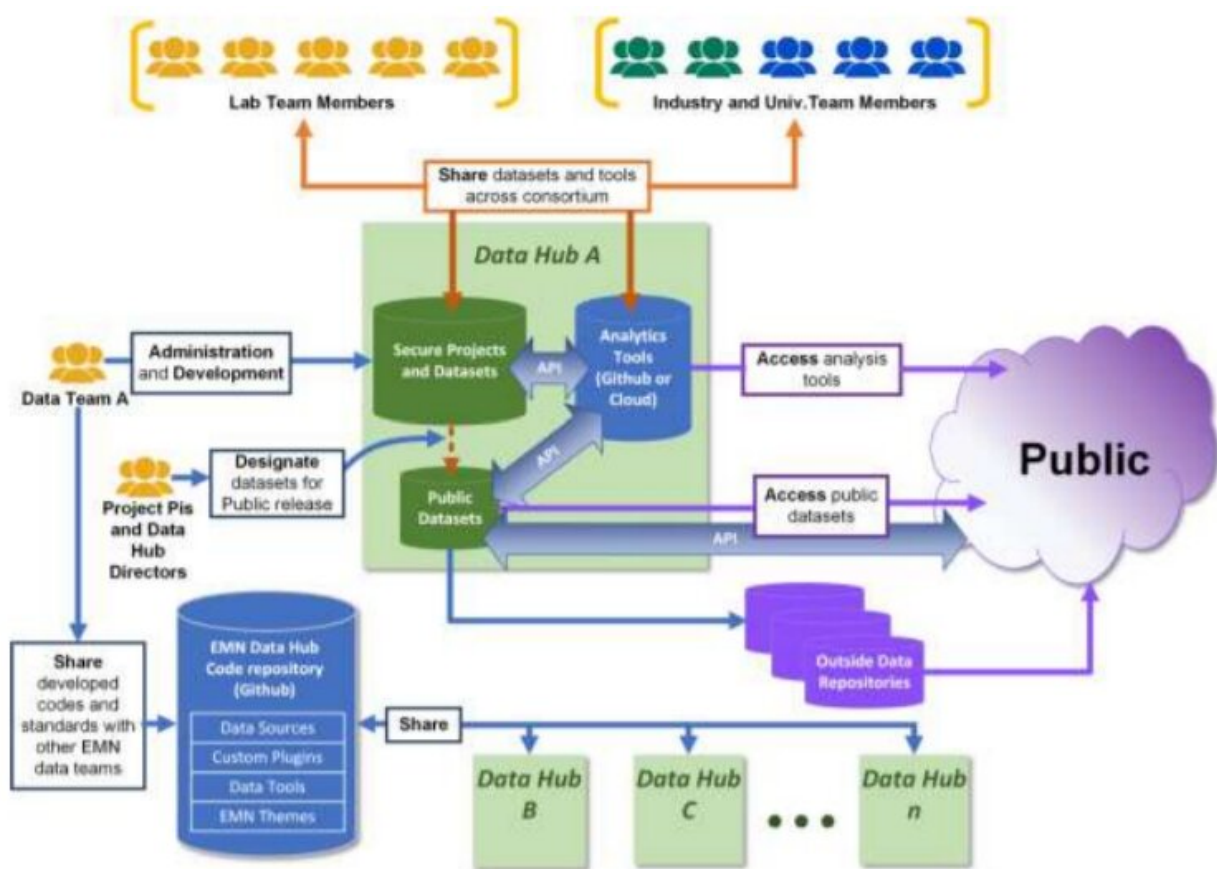 Lab Team Members
Industry and Univ.Team Members
Share datasets and tools
across consortium
Data Hub A
Secure Projects
and Datasets
API
Analytics
Tools
(Github or
Cloud)
Administration
and Development
Data Team A
Access analysis
tools
Public
API
Designate
datasets for
Public release
Project Pis
and Data
Hub
Directors
Public
Datasets
Access public
datasets
API
EMN Data Hub
Code repository
(Github)
Data Sources
Custom Plugins
Data Tools
EMN Themes
Outside Data
Repositories
Share
developed
codes and
standards with
other EMN
data teams
Share
Data Hub
B
Data Hub
C
Data Hub
n